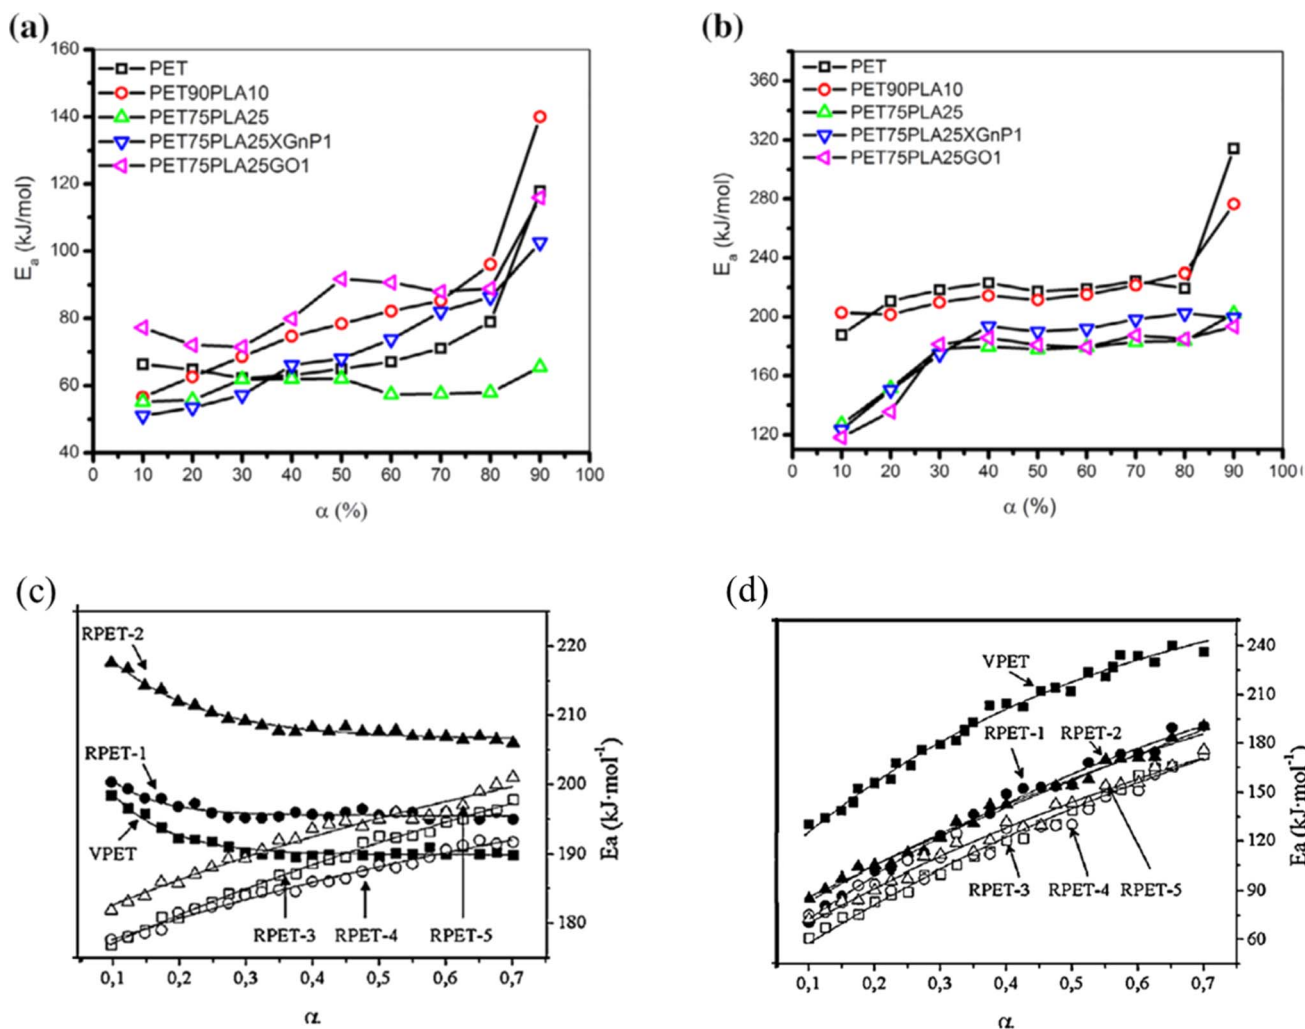 (a)
160
140
120
100
80
60
40
E_a (kJ/mol)
PET
PET90PLA10
PET75PLA25
PET75PLA25XGnP1
PET75PLA25GO1
0 10 20 30 40 50 60 70 80 90 100
α (%)
(b)
360
320
280
240
200
160
120
E_a (kJ/mol)
PET
PET90PLA10
PET75PLA25
PET75PLA25XGnP1
PET75PLA25GO1
0 10 20 30 40 50 60 70 80 90 100
α (%)
(c)
RPET-2
RPET-1
VPET
RPET-3 RPET-4 RPET-5
220
210
200
190
180
Ea (kJ·mol⁻¹)
0,1 0,2 0,3 0,4 0,5 0,6 0,7
α
(d)
VPET
RPET-1 RPET-2
RPET-3 RPET-4 RPET-5
240
210
180
150
120
90
60
Ea (kJ·mol⁻¹)
0,1 0,2 0,3 0,4 0,5 0,6 0,7
α